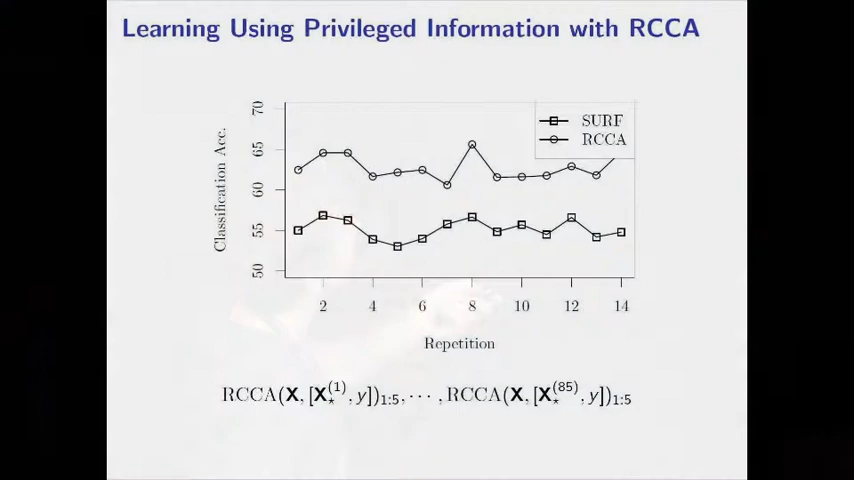 Learning Using Privileged Information with RCCA
70
65
60
55
50
Classification Acc.
SURF
RCCA
2 4 6 8 10 12 14
Repetition
RCCA(X, [X⋆^(1), y])1:5, ⋯ , RCCA(X, [X⋆^(85), y])1:5